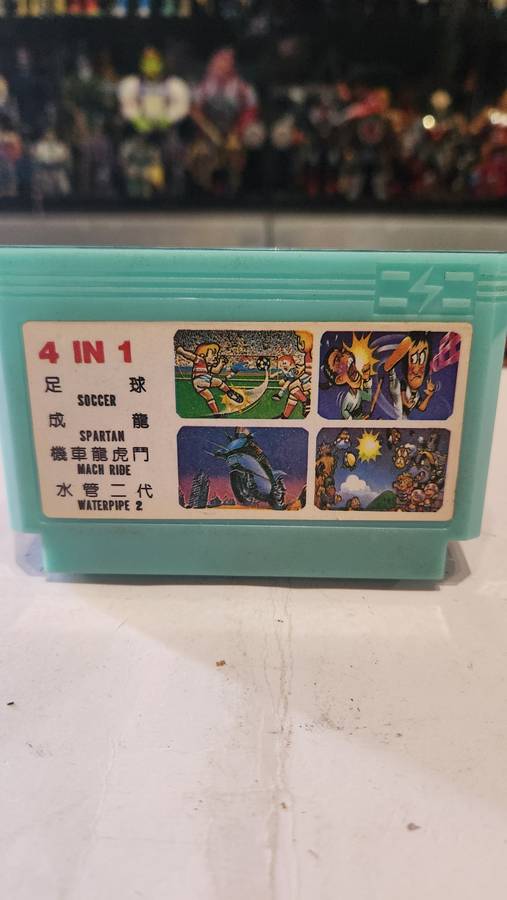 4 IN 1
足球
SOCCER
成龍
SPARTAN
機車龍虎鬥
MACH RIDE
水管二代
WATERPIPE 2